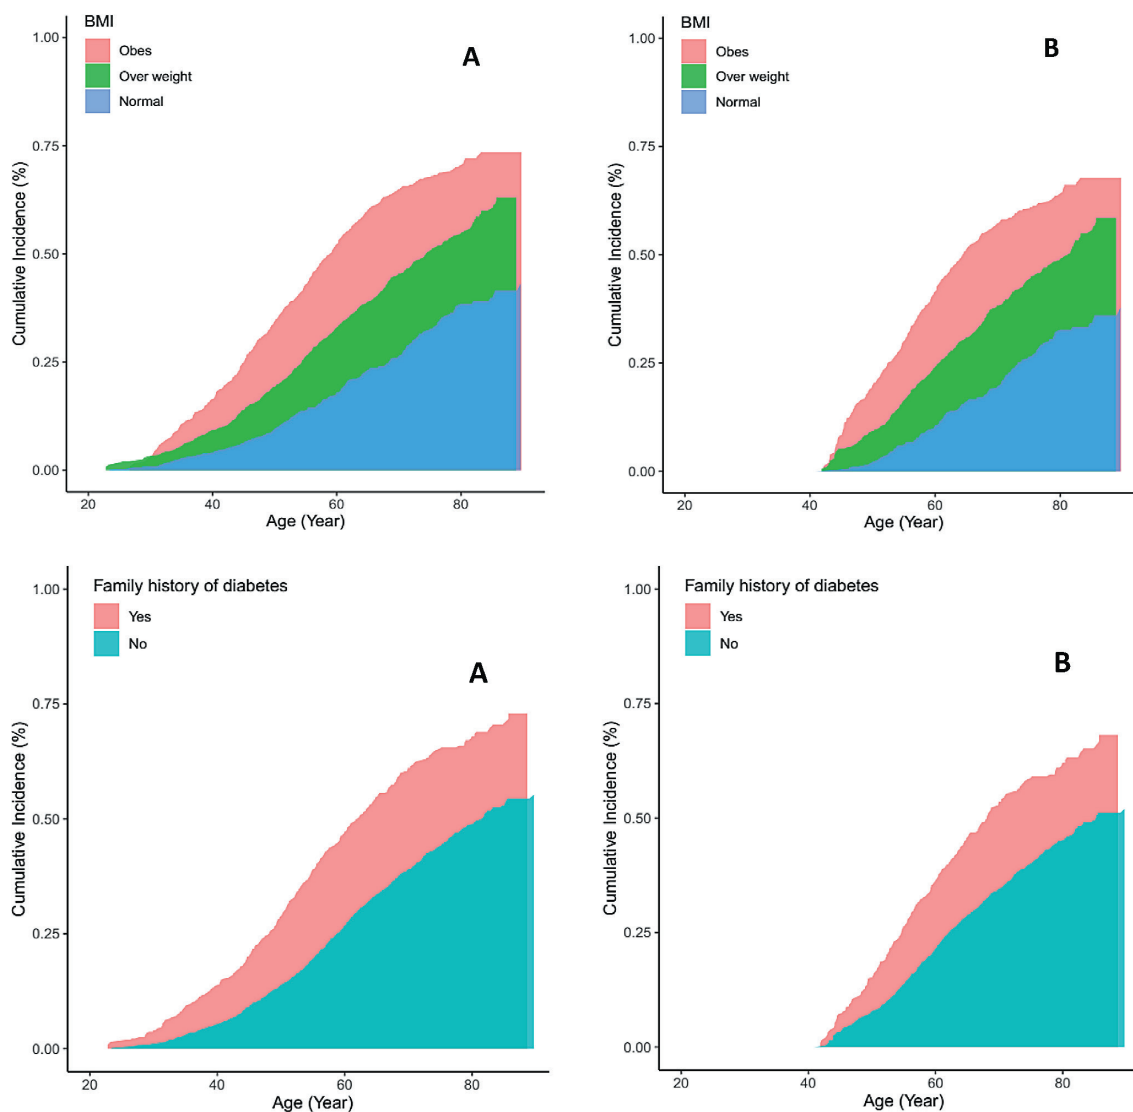 BMI
Obes
Over weight
Normal
A
1.00
0.75
0.50
0.25
0.00
Cumulative Incidence (%)
20 40 60 80
Age (Year)
BMI
Obes
Over weight
Normal
B
1.00
0.75
0.50
0.25
0.00
Cumulative Incidence (%)
20 40 60 80
Age (Year)
Family history of diabetes
Yes
No
A
1.00
0.75
0.50
0.25
0.00
Cumulative Incidence (%)
20 40 60 80
Age (Year)
Family history of diabetes
Yes
No
B
1.00
0.75
0.50
0.25
0.00
Cumulative Incidence (%)
20 40 60 80
Age (Year)